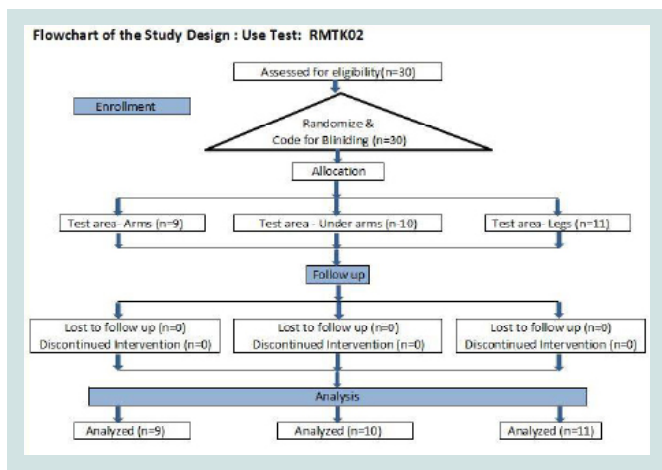 Flowchart of the Study Design : Use Test: RMTK02
Assessed for eligibility(n=30)
Enrollment
Randomize &
Code for Bliniding (n=30)
Allocation
Test area- Arms (n=9)
Test area - Under arms (n-10)
Test area- Legs (n=11)
Follow up
Lost to follow up (n=0)
Discontinued Intervention (n=0)
Lost to follow up (n=0)
Discontinued Intervention (n=0)
Lost to follow up (n=0)
Discontinued Intervention (n=0)
Analysis
Analyzed (n=9)
Analyzed (n=10)
Analyzed (n=11)